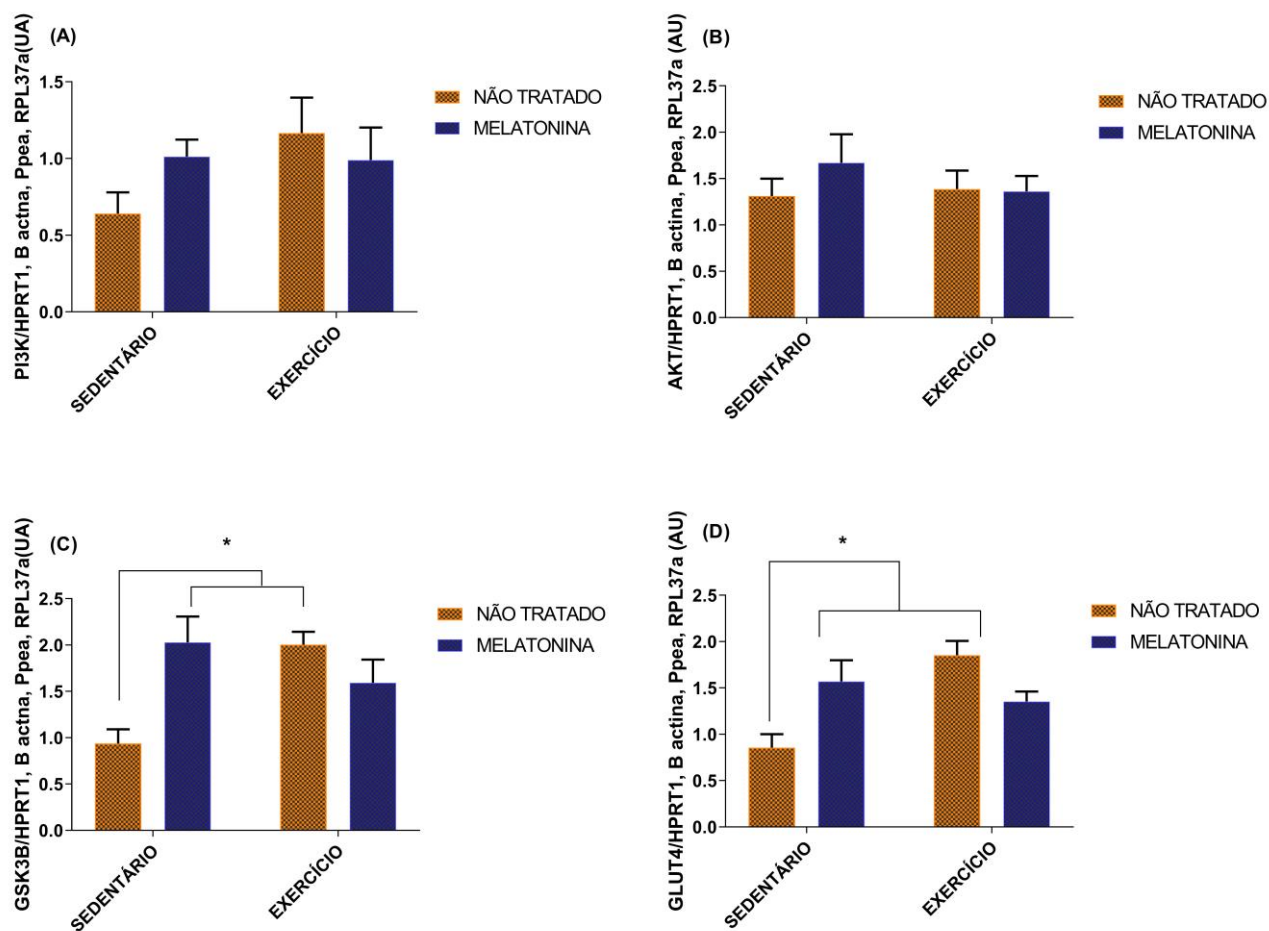 (A)
PI3K/HPRT1, B actna, Ppea, RPL37a(UA)
1.5
1.0
0.5
0.0
SEDENTÁRIO
EXERCÍCIO
NÃO TRATADO
MELATONINA
(B)
AKT/HPRT1, B actina, Ppea, RPL37a (AU)
2.5
2.0
1.5
1.0
0.5
0.0
SEDENTÁRIO
EXERCÍCIO
NÃO TRATADO
MELATONINA
(C)
GSK3B/HPRT1, B actna, Ppea, RPL37a(UA)
*
2.5
2.0
1.5
1.0
0.5
0.0
SEDENTÁRIO
EXERCÍCIO
NÃO TRATADO
MELATONINA
(D)
GLUT4/HPRT1, B actina, Ppea, RPL37a (AU)
*
2.5
2.0
1.5
1.0
0.5
0.0
SEDENTÁRIO
EXERCÍCIO
NÃO TRATADO
MELATONINA